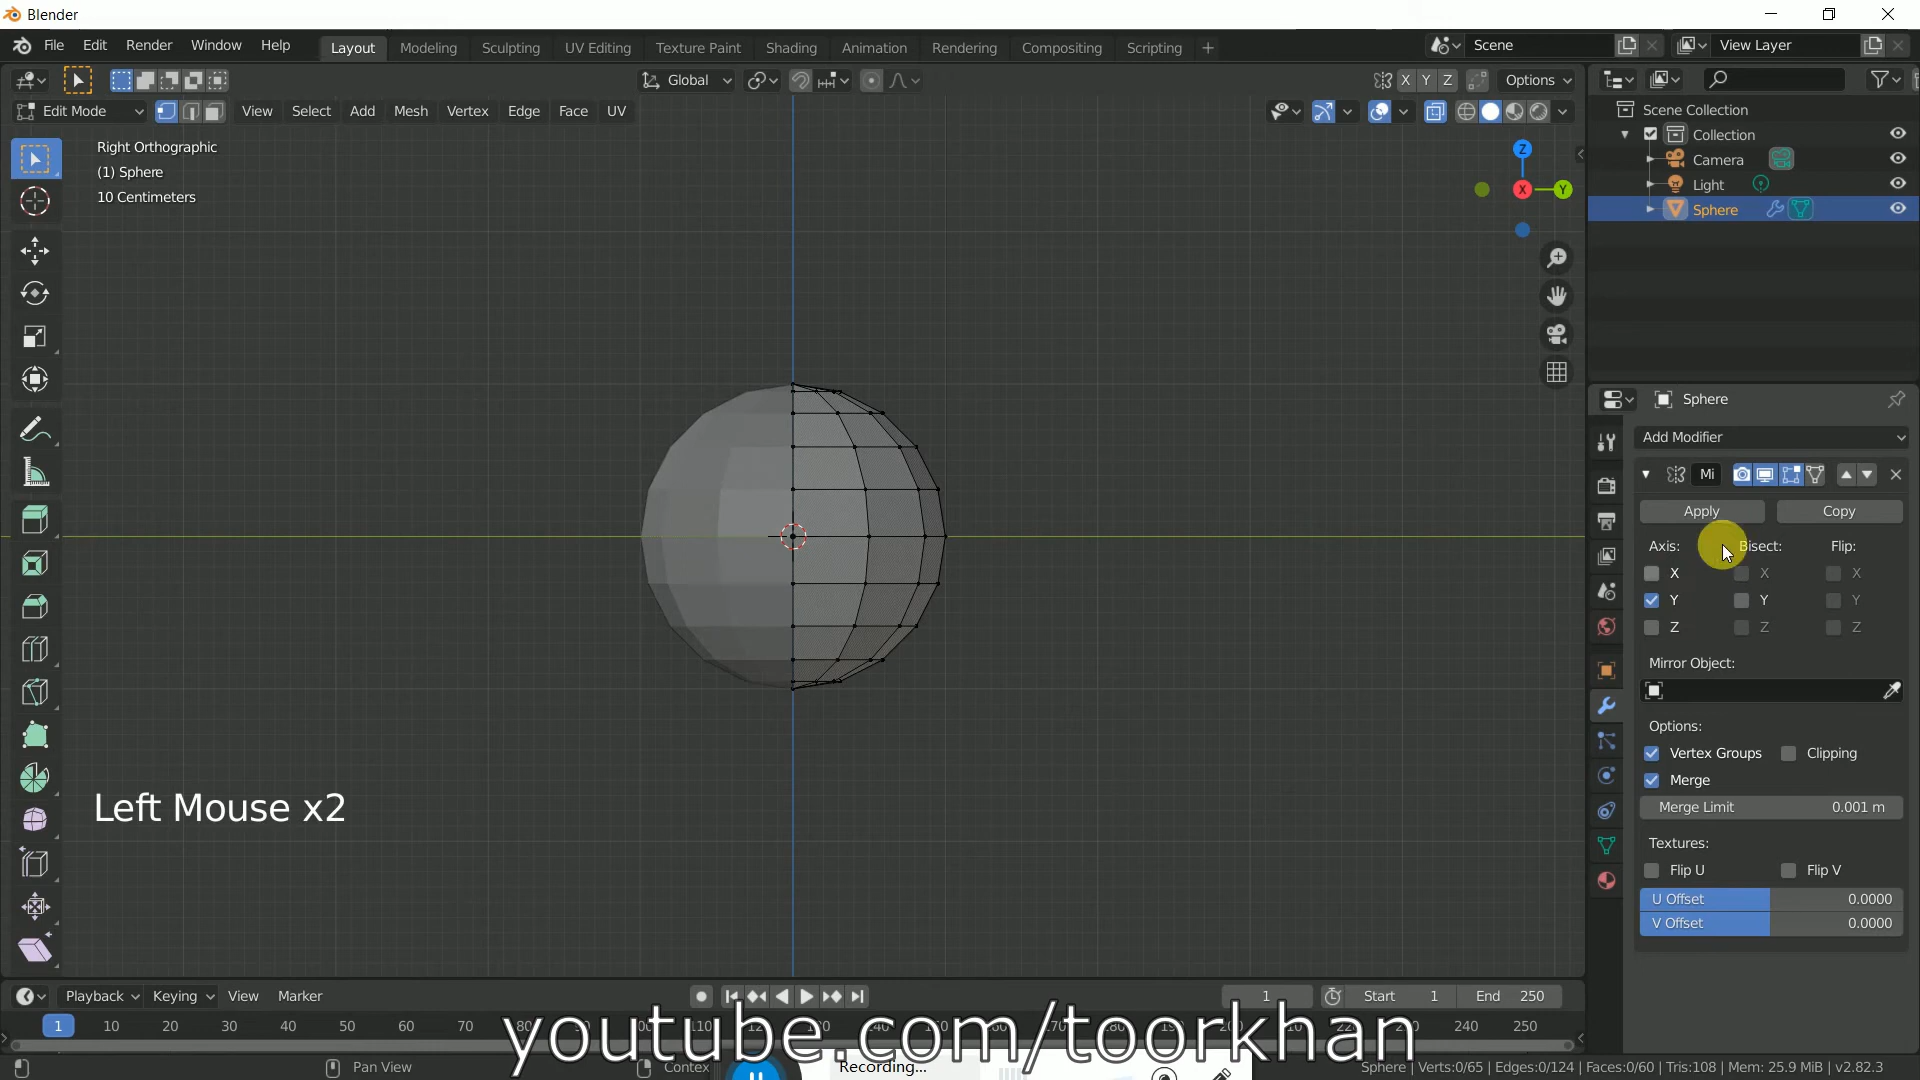 Blender
File Edit Render Window Help Layout Modeling Sculpting UV Editing Texture Paint Shading Animation Rendering Compositing Scripting + Scene View Layer
Global X Y Z Options
Edit Mode View Select Add Mesh Vertex Edge Face UV
Right Orthographic
(1) Sphere
10 Centimeters
Z
X
Y
Scene Collection
Collection
Camera
Light
Sphere
Sphere
Add Modifier
Mi
Apply Copy
Axis: Bisect: Flip:
X X X
Y Y Y
Z Z Z
Mirror Object:
Options:
Vertex Groups Clipping
Merge
Merge Limit 0.001 m
Textures:
Flip U Flip V
U Offset 0.0000
V Offset 0.0000
Left Mouse x2
Playback Keying View Marker 1 Start 1 End 250
1 10 20 30 40 50 60 70 240 250
youtube.com/toorkhan
Pan View Contex Recording... Sphere | Verts:0/65 | Edges:0/124 | Faces:0/60 | Tris:108 | Mem: 25.9 MiB | v2.82.3